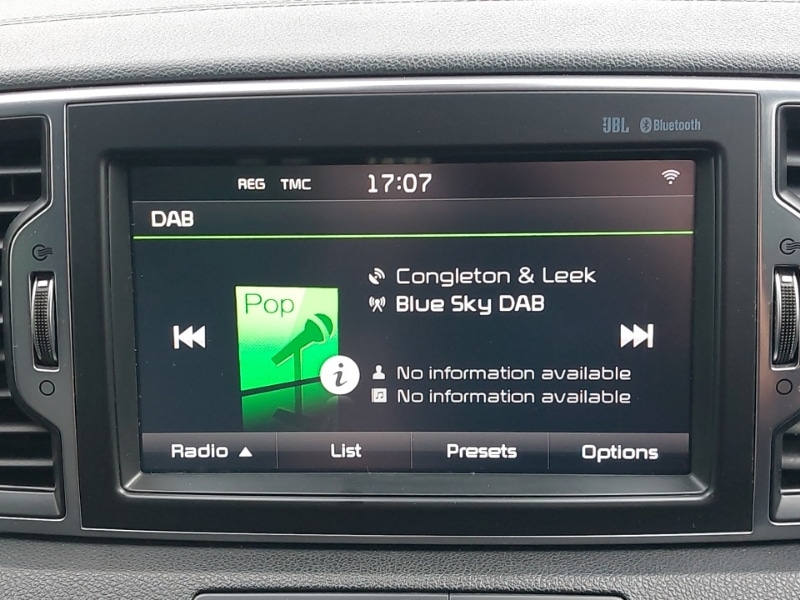 JBL Bluetooth
REG TMC 17:07
DAB
Pop
Congleton & Leek
Blue Sky DAB
i
No information available
No information available
Radio ▲ List Presets Options